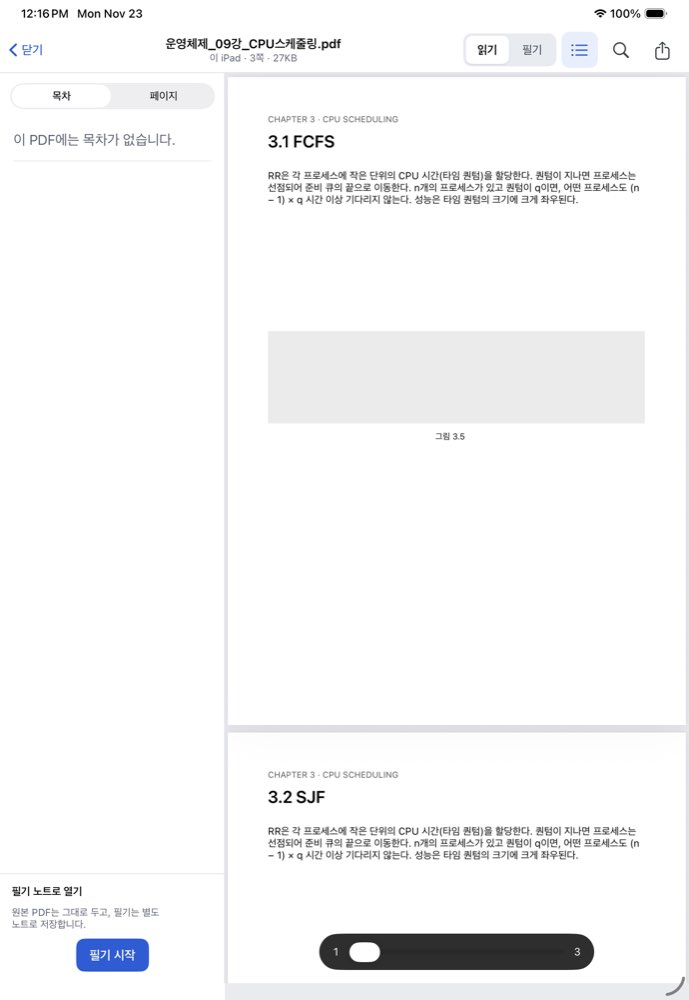 12:16 PM Mon Nov 23
100%
닫기
운영체제_09강_CPU스케줄링.pdf
이 iPad · 3쪽 · 27KB
읽기
필기
목차
페이지
이 PDF에는 목차가 없습니다.
CHAPTER 3 · CPU SCHEDULING
3.1 FCFS
RR은 각 프로세스에 작은 단위의 CPU 시간(타임 퀀텀)을 할당한다. 퀀텀이 지나면 프로세스는
선점되어 준비 큐의 끝으로 이동한다. n개의 프로세스가 있고 퀀텀이 q이면, 어떤 프로세스도 (n
− 1) × q 시간 이상 기다리지 않는다. 성능은 타임 퀀텀의 크기에 크게 좌우된다.
그림 3.5
CHAPTER 3 · CPU SCHEDULING
3.2 SJF
RR은 각 프로세스에 작은 단위의 CPU 시간(타임 퀀텀)을 할당한다. 퀀텀이 지나면 프로세스는
선점되어 준비 큐의 끝으로 이동한다. n개의 프로세스가 있고 퀀텀이 q이면, 어떤 프로세스도 (n
− 1) × q 시간 이상 기다리지 않는다. 성능은 타임 퀀텀의 크기에 크게 좌우된다.
필기 노트로 열기
원본 PDF는 그대로 두고, 필기는 별도
노트로 저장합니다.
필기 시작
1
3